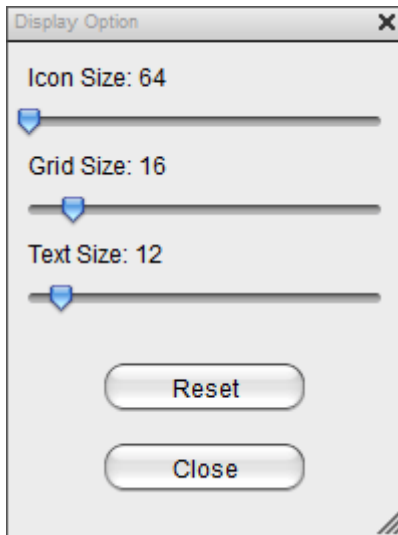 Display Option
Icon Size: 64
Grid Size: 16
Text Size: 12
Reset
Close